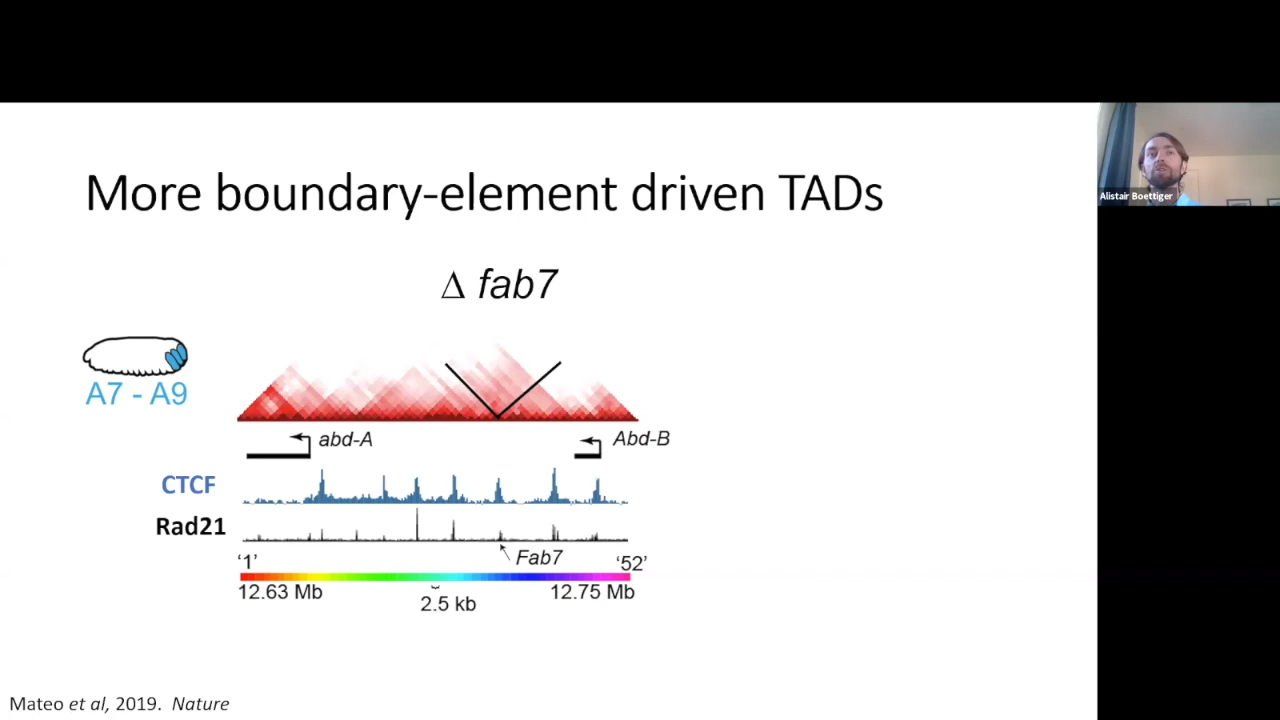 More boundary-element driven TADs
Δ fab7
Alistair Boettiger
A7 - A9
abd-A
Abd-B
CTCF
Rad21
Fab7
‘1’
‘52’
12.63 Mb
2.5 kb
12.75 Mb
Mateo et al, 2019. Nature